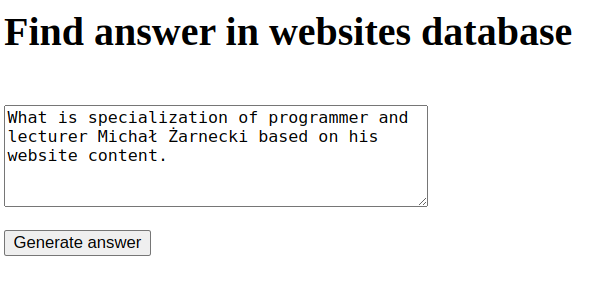 Find answer in websites database
What is specialization of programmer and
lecturer Michał Żarnecki based on his
website content.
Generate answer